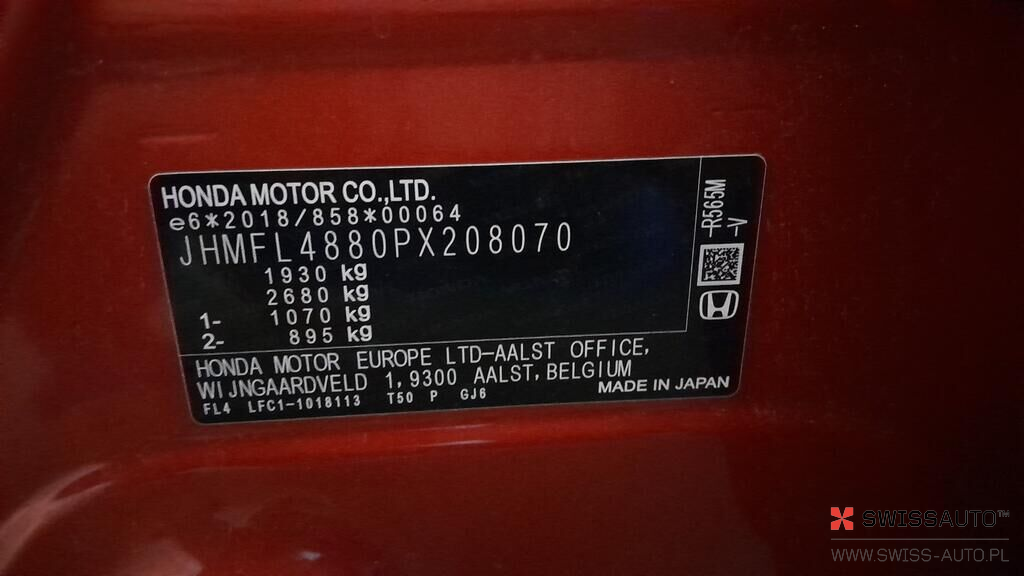 HONDA MOTOR CO.,LTD.
e6*2018/858*00064
JHMFL4880PX208070
1930 kg
2680 kg
1- 1070 kg
2- 895 kg
HONDA MOTOR EUROPE LTD-AALST OFFICE,
WIJNGAARDVELD 1,9300 AALST,BELGIUM
MADE IN JAPAN
FL4 LFC1-1018113 T50 P GJ6
-R565M
-V
SWISSAUTO™
WWW.SWISS-AUTO.PL